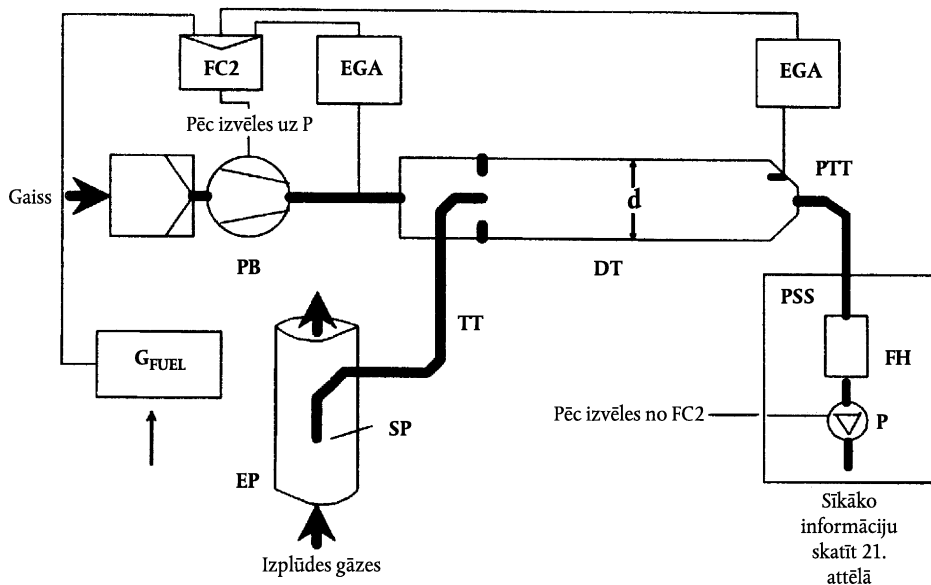 FC2
EGA
EGA
Pēc izvēles uz P
Gaiss
PB
d
DT
PTT
TT
PSS
G_FUEL
FH
Pēc izvēles no FC2
P
SP
EP
Izplūdes gāzes
Sīkāko
informāciju
skatīt 21.
attēlā